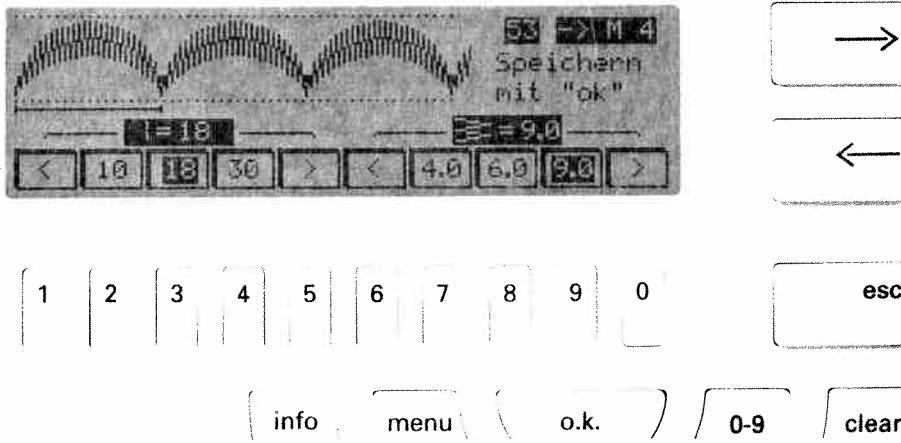 53 -> M 4
Speichern
mit "ok"
1=18
=9.0
< 10 18 30 > < 4.0 6.0 9.0 >
→
←
1 2 3 4 5 6 7 8 9 0
esc
info menu o.k. 0-9 clear